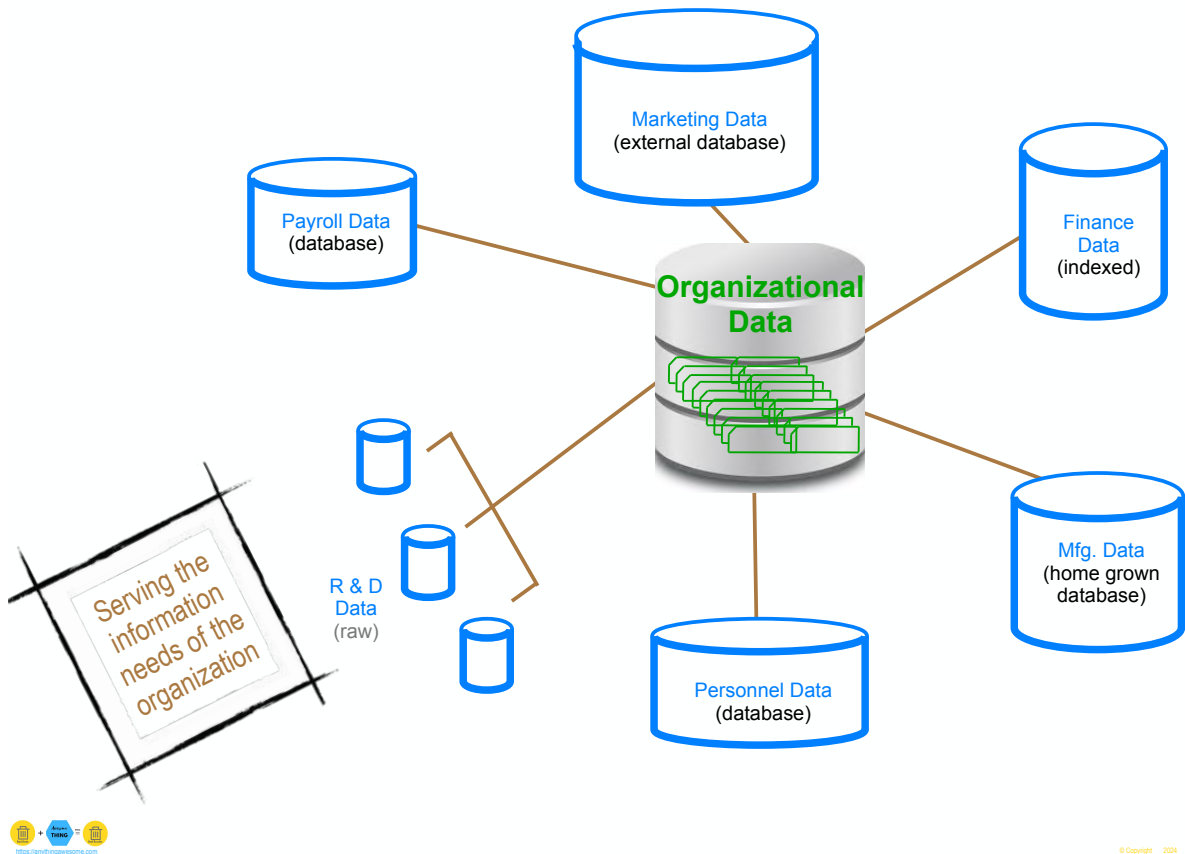 Marketing Data
(external database)
Payroll Data
(database)
Finance
Data
(indexed)
Organizational
Data
R & D
Data
(raw)
Mfg. Data
(home grown
database)
Personnel Data
(database)
Serving the
information
needs of the
organization
+ THING =
https://anythingawesome.com
© Copyright 2024